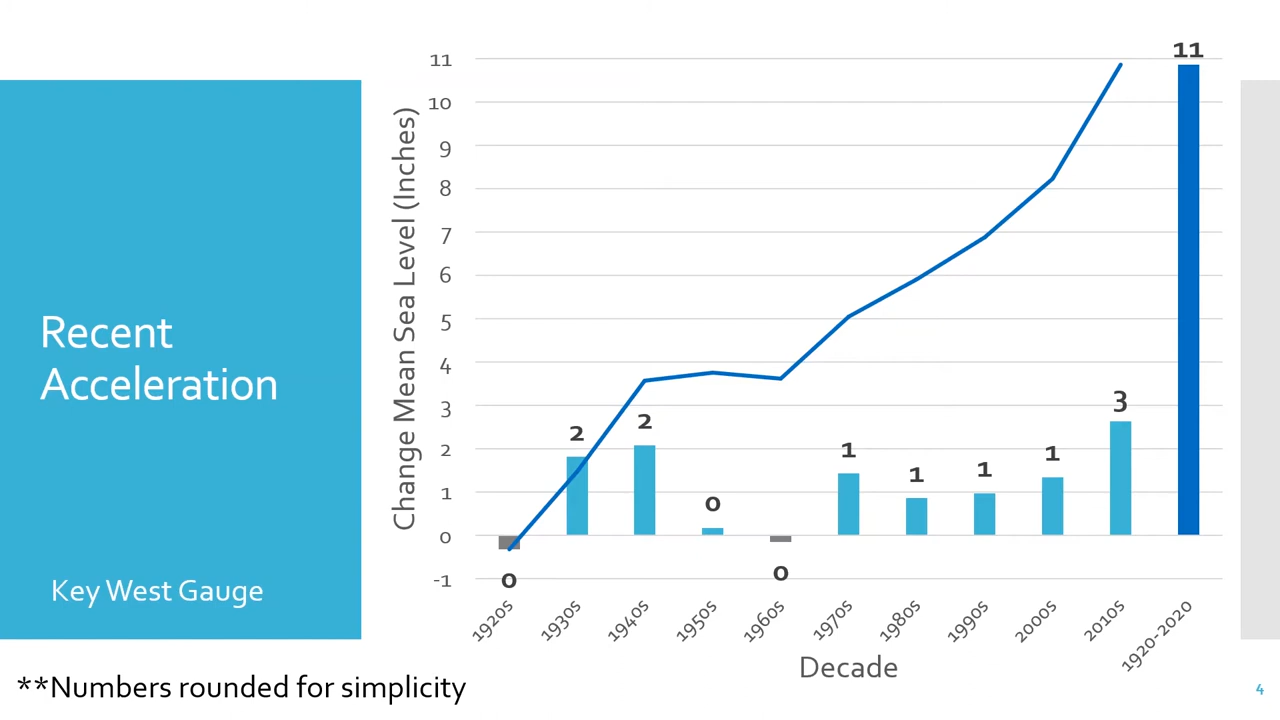 Recent
Acceleration
Key West Gauge
**Numbers rounded for simplicity
Change Mean Sea Level (Inches)
11
10
9
8
7
6
5
4
3
2
1
0
-1
0
2
2
0
0
1
1
1
1
3
11
1920s
1930s
1940s
1950s
1960s
1970s
1980s
1990s
2000s
2010s
1920-2020
Decade
4